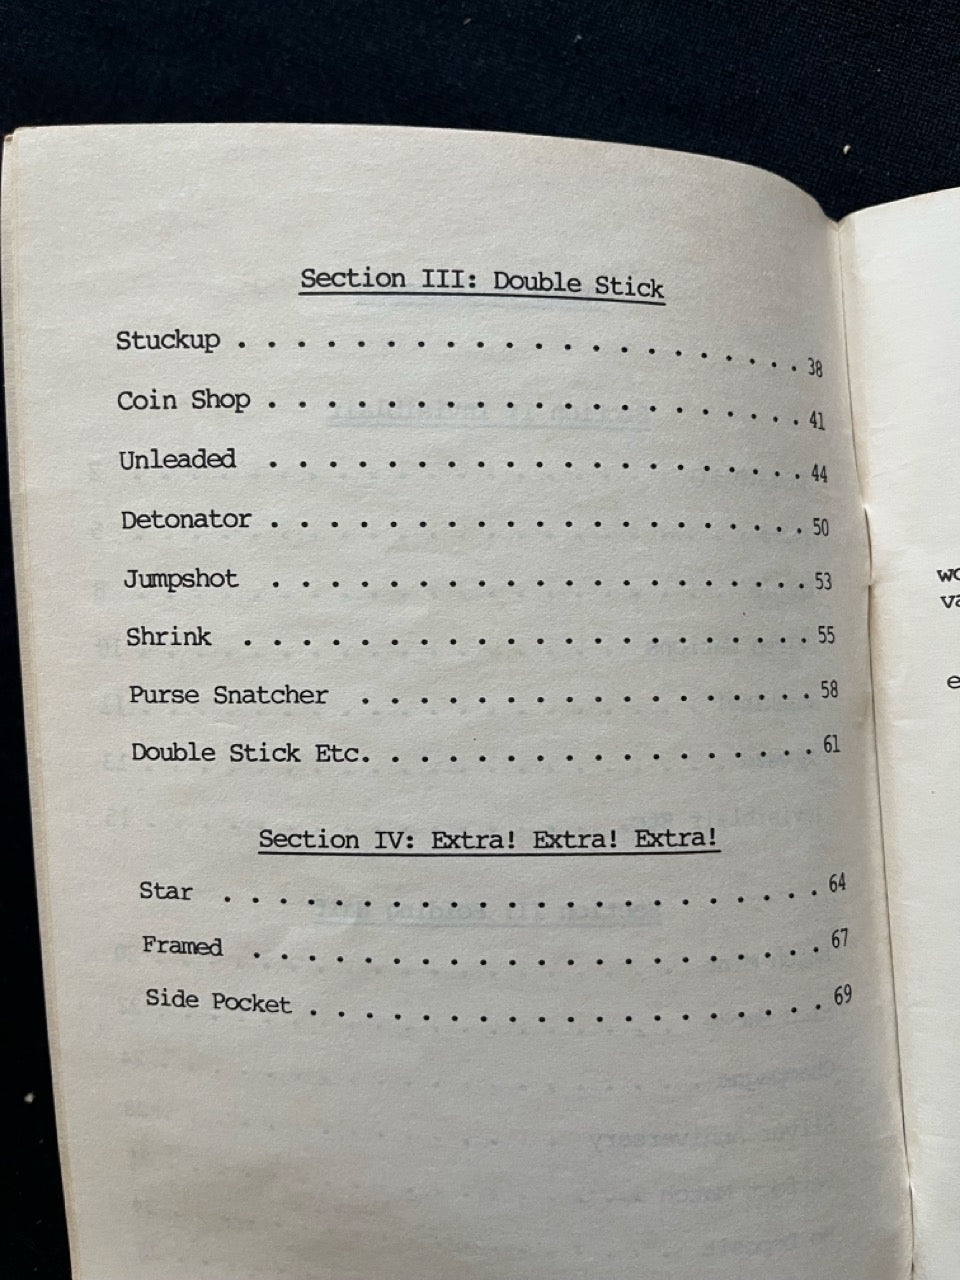 Section III: Double Stick
Stuckup . . . . . . . . . . . . . . . . . . . . 38
Coin Shop . . . . . . . . . . . . . . . . . . . 41
Unleaded . . . . . . . . . . . . . . . . . . . 44
Detonator . . . . . . . . . . . . . . . . . . . 50
Jumpshot . . . . . . . . . . . . . . . . . . . 53
Shrink . . . . . . . . . . . . . . . . . . . . 55
Purse Snatcher . . . . . . . . . . . . . . . . 58
Double Stick Etc. . . . . . . . . . . . . . . . . 61
Section IV: Extra! Extra! Extra!
Star . . . . . . . . . . . . . . . . . . . . . . 64
Framed . . . . . . . . . . . . . . . . . . . . . 67
Side Pocket . . . . . . . . . . . . . . . . . . . 69